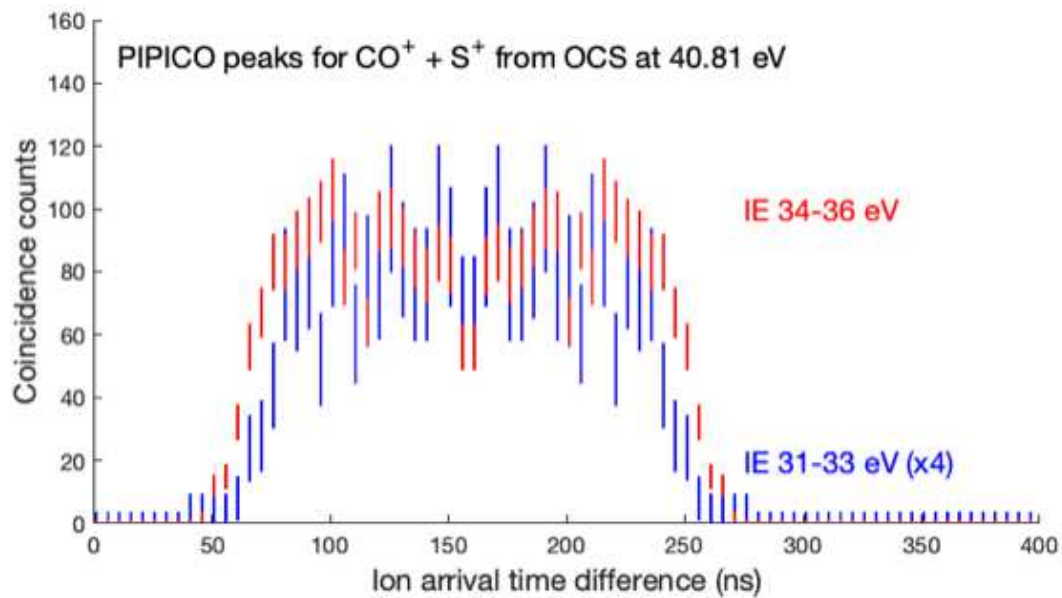 160
PIPICO peaks for CO⁺ + S⁺ from OCS at 40.81 eV
140
120
100
IE 34-36 eV
80
60
40
20
IE 31-33 eV (x4)
0
Coincidence counts
0 50 100 150 200 250 300 350 400
Ion arrival time difference (ns)